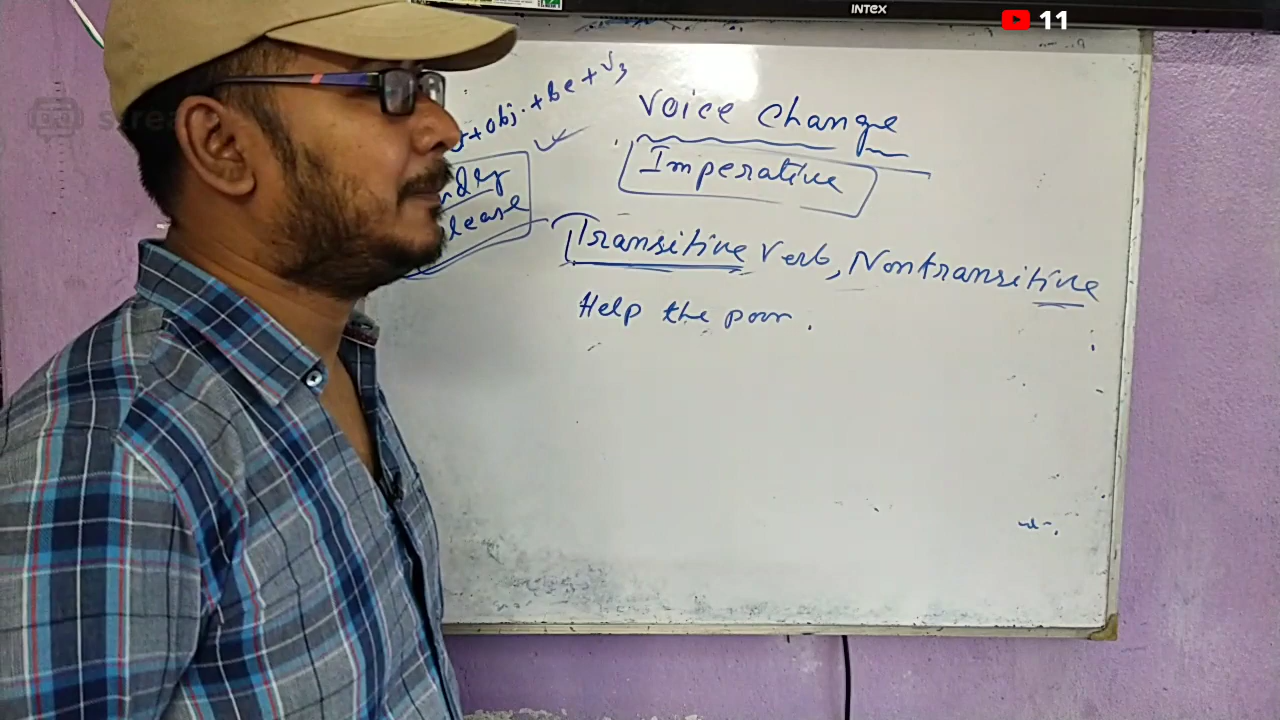 INTEX
11
+ obj. + be + V3
Voice Change
Imperative
Transitive Verb, Nontransitive
Help the poor.